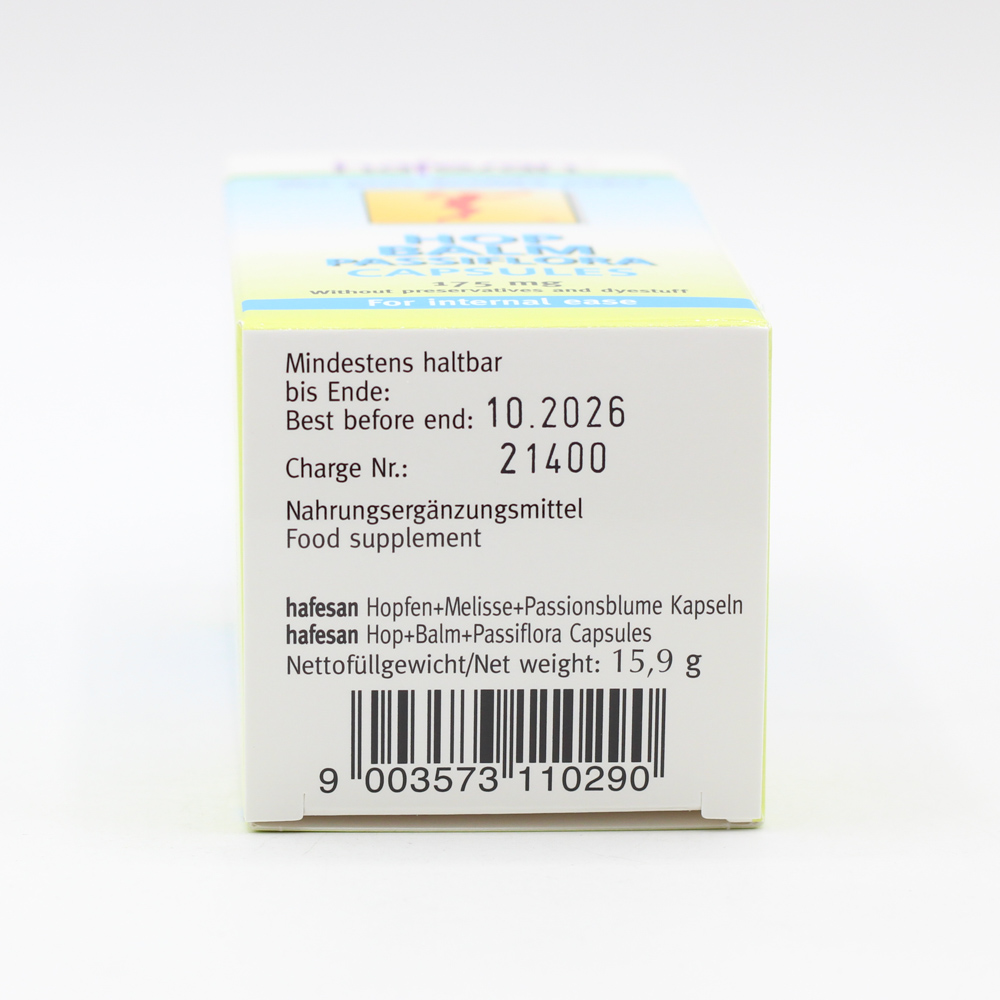 HOP
BALM
PASSIFLORA
CAPSULES
175 mg
Without preservatives and dyestuff
For internal ease
Mindestens haltbar
bis Ende:
Best before end: 10.2026
Charge Nr.: 21400
Nahrungsergänzungsmittel
Food supplement
hafesan Hopfen+Melisse+Passionsblume Kapseln
hafesan Hop+Balm+Passiflora Capsules
Nettofüllgewicht/Net weight: 15,9 g
9 003573 110290